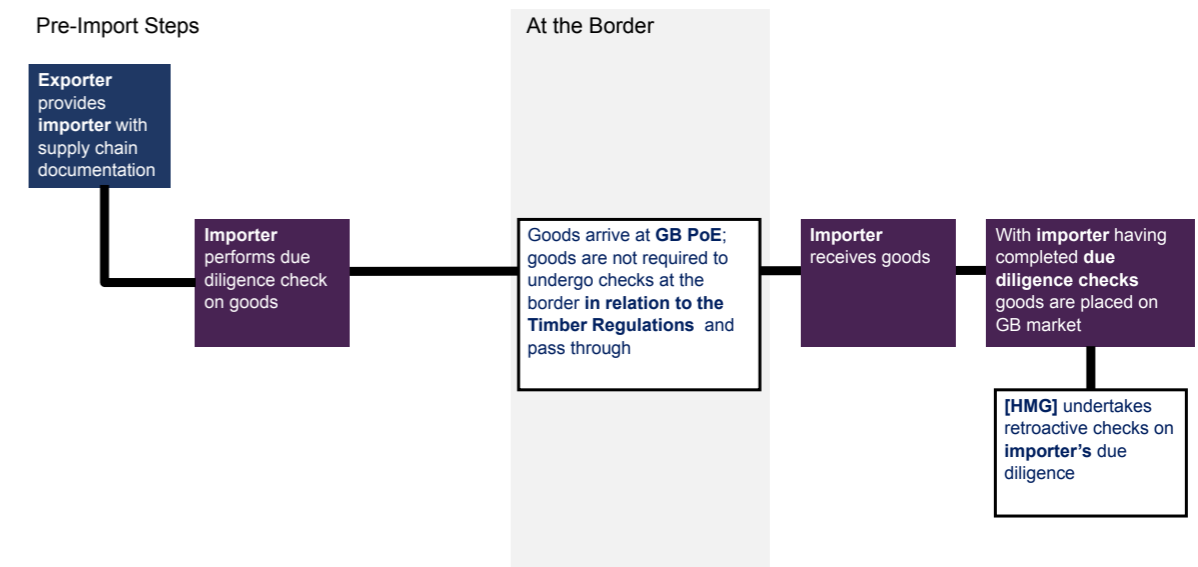 Pre-Import Steps
At the Border
Exporter
provides
importer with
supply chain
documentation
Importer
performs due
diligence check
on goods
Goods arrive at GB PoE;
goods are not required to
undergo checks at the
border in relation to the
Timber Regulations and
pass through
Importer
receives goods
With importer having
completed due
diligence checks
goods are placed on
GB market
[HMG] undertakes
retroactive checks on
importer’s due
diligence